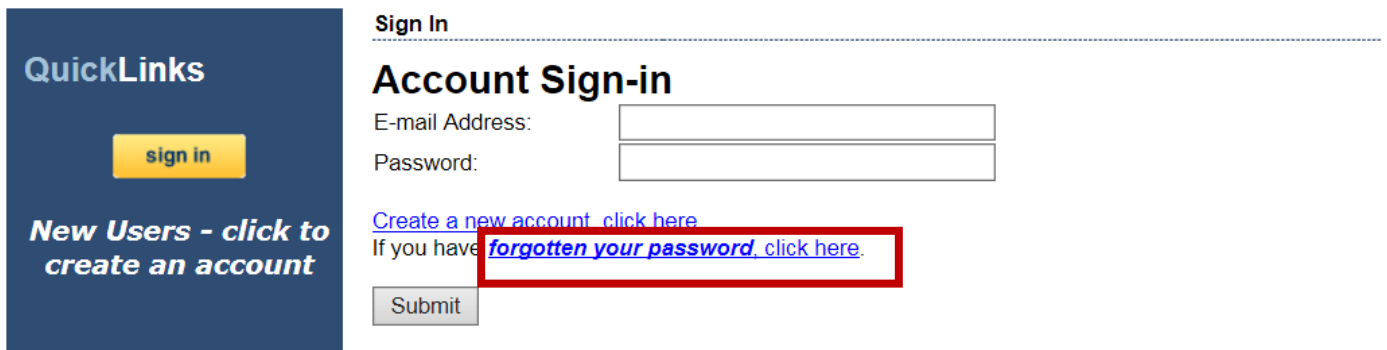 QuickLinks
sign in
New Users - click to
create an account
Sign In
Account Sign-in
E-mail Address:
Password:
Create a new account, click here
If you have forgotten your password, click here.
Submit